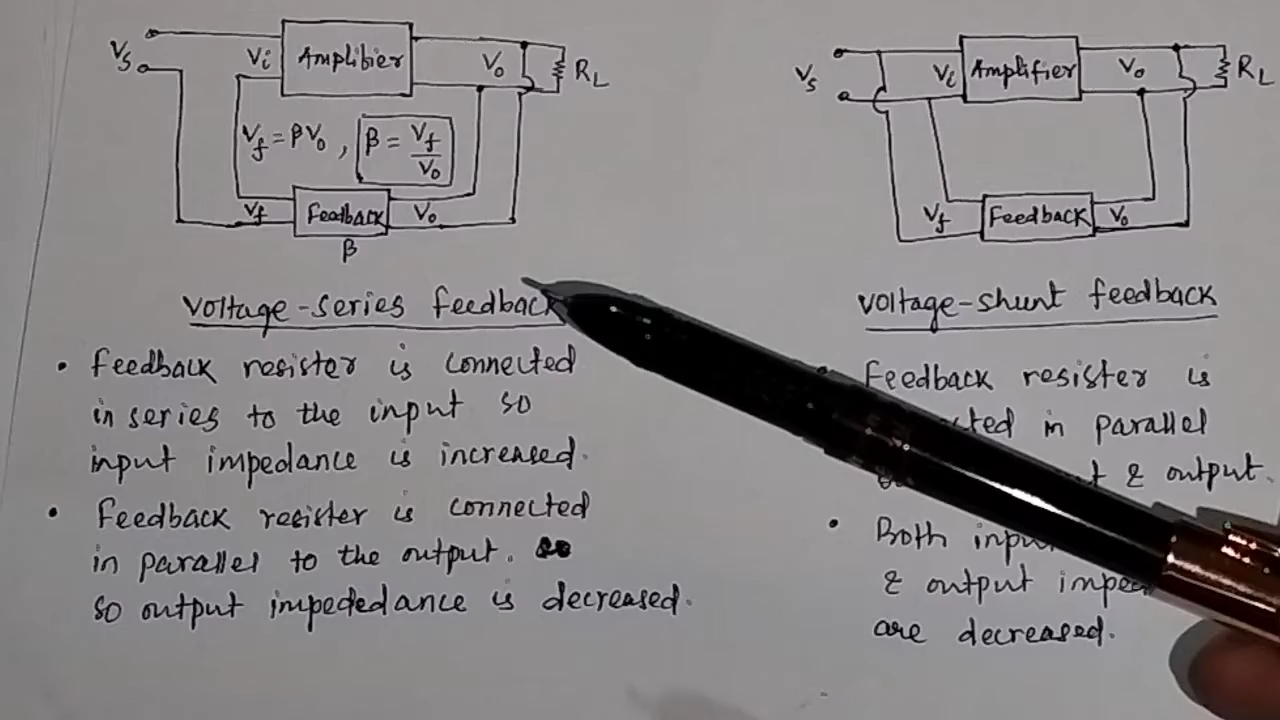 Vs Vi Amplifier Vo RL
Vf = βVo , β = Vf/Vo
Vf Feedback Vo
β
Voltage-series feedback
• Feedback resister is connected
in series to the input so
input impedance is increased.
• Feedback resister is connected
in parallel to the output.
so output impededance is decreased.
Vs Vi Amplifier Vo RL
Vf Feedback Vo
Voltage-shunt feedback
Feedback resister is
in parallel
& output.
• Both
& output
are decreased.